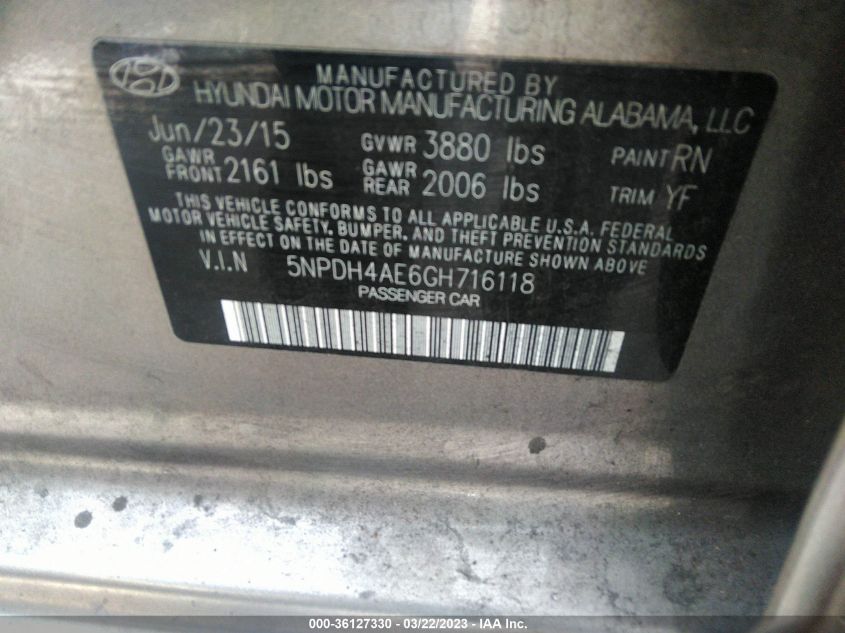 MANUFACTURED BY
HYUNDAI MOTOR MANUFACTURING ALABAMA, LLC
Jun/23/15 GVWR 3880 lbs PAINT RN
GAWR FRONT 2161 lbs GAWR REAR 2006 lbs TRIM YF
THIS VEHICLE CONFORMS TO ALL APPLICABLE U.S.A. FEDERAL
MOTOR VEHICLE SAFETY, BUMPER, AND THEFT PREVENTION STANDARDS
IN EFFECT ON THE DATE OF MANUFACTURE SHOWN ABOVE.
V.I.N 5NPDH4AE6GH716118
PASSENGER CAR
000-36127330 - 03/22/2023 - IAA Inc.